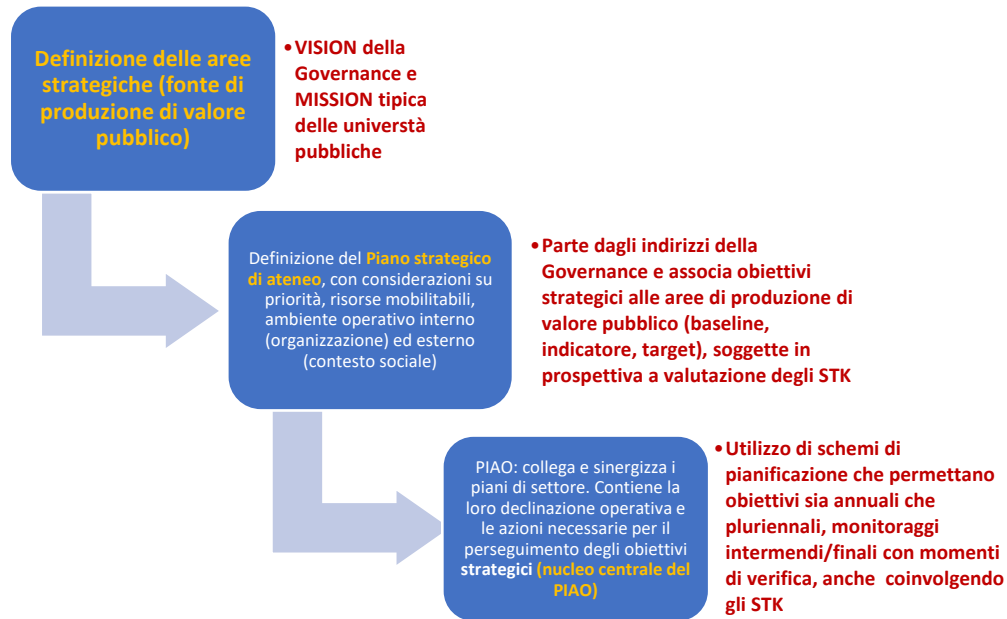 Definizione delle aree
strategiche (fonte di
produzione di valore
pubblico)
•VISION della
Governance e
MISSION tipica
delle universtà
pubbliche
Definizione del Piano strategico
di ateneo, con considerazioni su
priorità, risorse mobilitabili,
ambiente operativo interno
(organizzazione) ed esterno
(contesto sociale)
•Parte dagli indirizzi della
Governance e associa obiettivi
strategici alle aree di produzione di
valore pubblico (baseline,
indicatore, target), soggette in
prospettiva a valutazione degli STK
PIAO: collega e sinergizza i
piani di settore. Contiene la
loro declinazione operativa e
le azioni necessarie per il
perseguimento degli obiettivi
strategici (nucleo centrale del
PIAO)
•Utilizzo di schemi di
pianificazione che permettano
obiettivi sia annuali che
pluriennali, monitoraggi
intermendi/finali con momenti
di verifica, anche coinvolgendo
gli STK